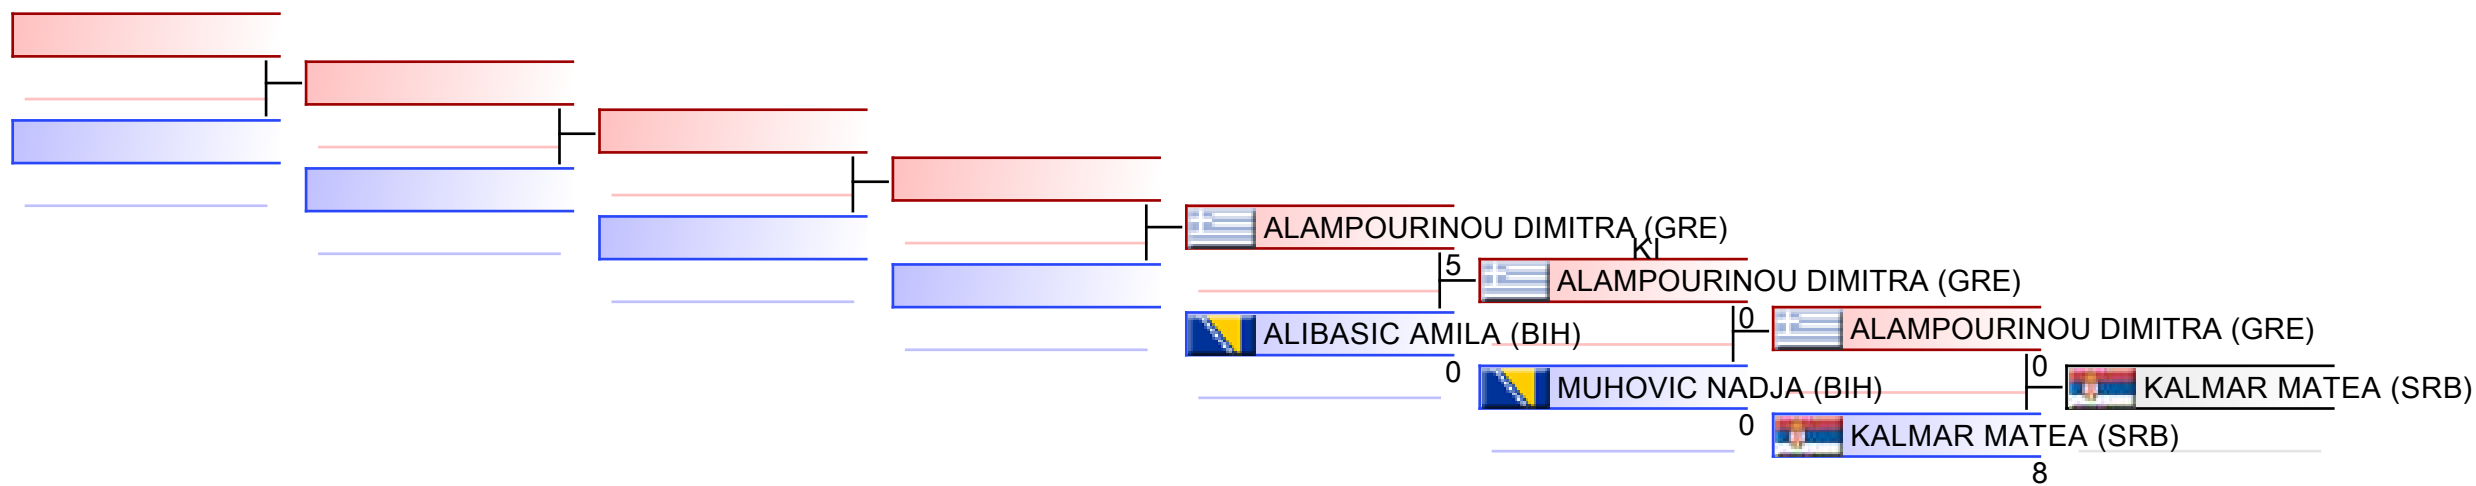 ALAMPOURINOU DIMITRA (GRE)
KI
5
ALAMPOURINOU DIMITRA (GRE)
ALIBASIC AMILA (BIH)
0
0
ALAMPOURINOU DIMITRA (GRE)
MUHOVIC NADJA (BIH)
0
0
KALMAR MATEA (SRB)
KALMAR MATEA (SRB)
8